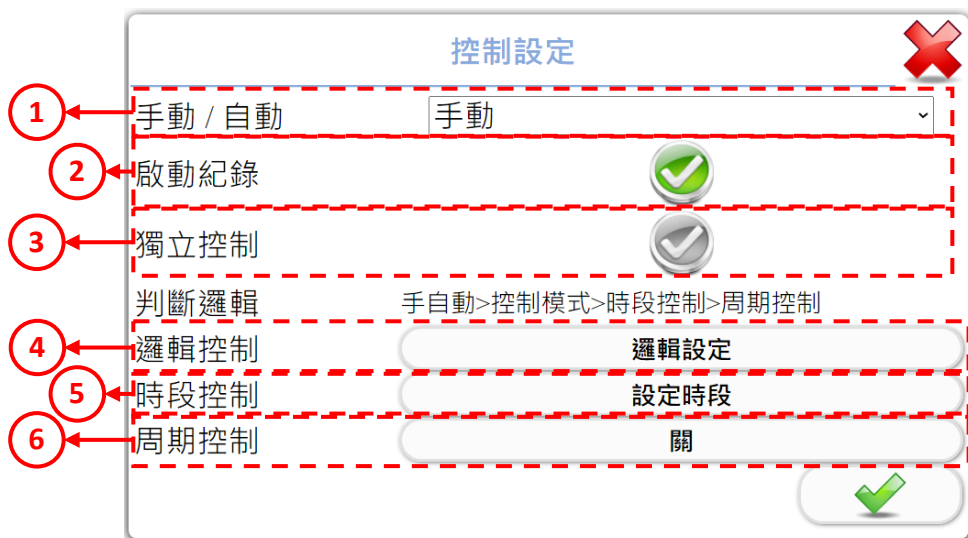 控制設定
1 手動 / 自動 手動
2 啟動紀錄
3 獨立控制
判斷邏輯 手自動>控制模式>時段控制>周期控制
4 邏輯控制 邏輯設定
5 時段控制 設定時段
6 周期控制 關